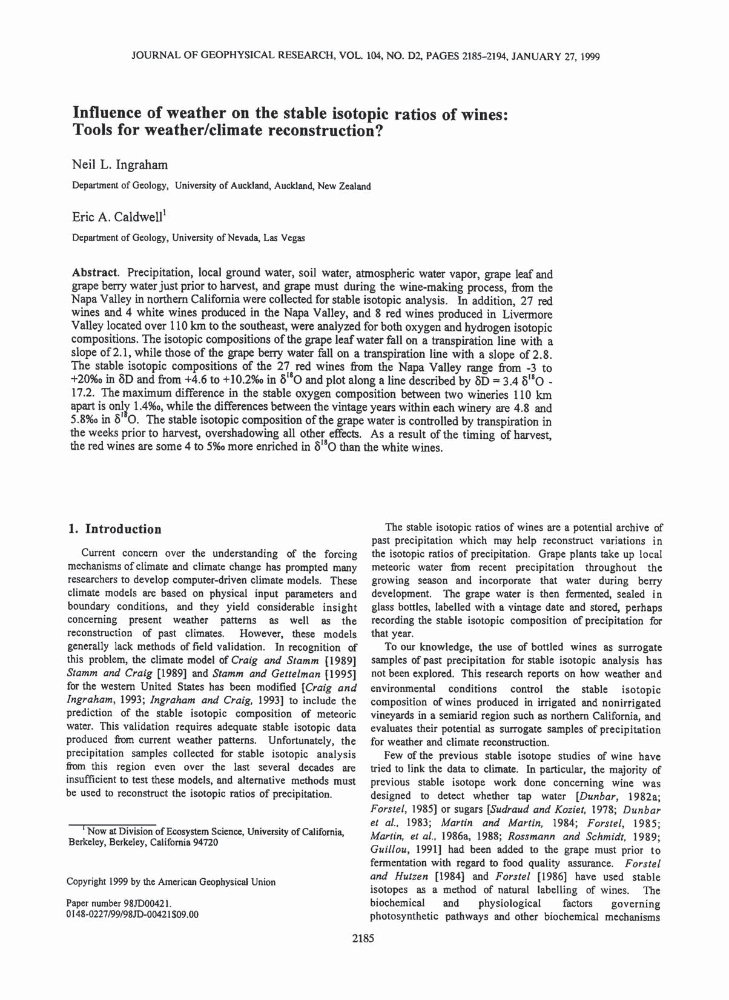 JOURNAL OF GEOPHYSICAL RESEARCH, VOL. 104, NO. D2, PAGES 2185–2194, JANUARY 27, 1999
Influence of weather on the stable isotopic ratios of wines:
Tools for weather/climate reconstruction?
Neil L. Ingraham
Department of Geology, University of Auckland, Auckland, New Zealand
Eric A. Caldwell¹
Department of Geology, University of Nevada, Las Vegas
Abstract. Precipitation, local ground water, soil water, atmospheric water vapor, grape leaf and
grape berry water just prior to harvest, and grape must during the wine-making process, from the
Napa Valley in northern California were collected for stable isotopic analysis. In addition, 27 red
wines and 4 white wines produced in the Napa Valley, and 8 red wines produced in Livermore
Valley located over 110 km to the southeast, were analyzed for both oxygen and hydrogen isotopic
compositions. The isotopic compositions of the grape leaf water fall on a transpiration line with a
slope of 2.1, while those of the grape berry water fall on a transpiration line with a slope of 2.8.
The stable isotopic compositions of the 27 red wines from the Napa Valley range from -3 to
+20‰ in δD and from +4.6 to +10.2‰ in δ¹⁸O and plot along a line described by δD = 3.4 δ¹⁸O -
17.2. The maximum difference in the stable oxygen composition between two wineries 110 km
apart is only 1.4‰, while the differences between the vintage years within each winery are 4.8 and
5.8‰ in δ¹⁸O. The stable isotopic composition of the grape water is controlled by transpiration in
the weeks prior to harvest, overshadowing all other effects. As a result of the timing of harvest,
the red wines are some 4 to 5‰ more enriched in δ¹⁸O than the white wines.
1. Introduction
Current concern over the understanding of the forcing
mechanisms of climate and climate change has prompted many
researchers to develop computer-driven climate models. These
climate models are based on physical input parameters and
boundary conditions, and they yield considerable insight
concerning present weather patterns as well as the
reconstruction of past climates. However, these models
generally lack methods of field validation. In recognition of
this problem, the climate model of Craig and Stamm [1989]
Stamm and Craig [1989] and Stamm and Gettelman [1995]
for the western United States has been modified [Craig and
Ingraham, 1993; Ingraham and Craig, 1993] to include the
prediction of the stable isotopic composition of meteoric
water. This validation requires adequate stable isotopic data
produced from current weather patterns. Unfortunately, the
precipitation samples collected for stable isotopic analysis
from this region even over the last several decades are
insufficient to test these models, and alternative methods must
be used to reconstruct the isotopic ratios of precipitation.
¹Now at Division of Ecosystem Science, University of California,
Berkeley, Berkeley, California 94720
Copyright 1999 by the American Geophysical Union
Paper number 98JD00421.
0148-0227/99/98JD-00421$09.00
The stable isotopic ratios of wines are a potential archive of
past precipitation which may help reconstruct variations in
the isotopic ratios of precipitation. Grape plants take up local
meteoric water from recent precipitation throughout the
growing season and incorporate that water during berry
development. The grape water is then fermented, sealed in
glass bottles, labelled with a vintage date and stored, perhaps
recording the stable isotopic composition of precipitation for
that year.
To our knowledge, the use of bottled wines as surrogate
samples of past precipitation for stable isotopic analysis has
not been explored. This research reports on how weather and
environmental conditions control the stable isotopic
composition of wines produced in irrigated and nonirrigated
vineyards in a semiarid region such as northern California, and
evaluates their potential as surrogate samples of precipitation
for weather and climate reconstruction.
Few of the previous stable isotope studies of wine have
tried to link the data to climate. In particular, the majority of
previous stable isotope work done concerning wine was
designed to detect whether tap water [Dunbar, 1982a;
Forstel, 1985] or sugars [Sudraud and Koziet, 1978; Dunbar
et al., 1983; Martin and Martin, 1984; Forstel, 1985;
Martin, et al., 1986a, 1988; Rossmann and Schmidt, 1989;
Guillou, 1991] had been added to the grape must prior to
fermentation with regard to food quality assurance. Forstel
and Hutzen [1984] and Forstel [1986] have used stable
isotopes as a method of natural labelling of wines. The
biochemical and physiological factors governing
photosynthetic pathways and other biochemical mechanisms
2185